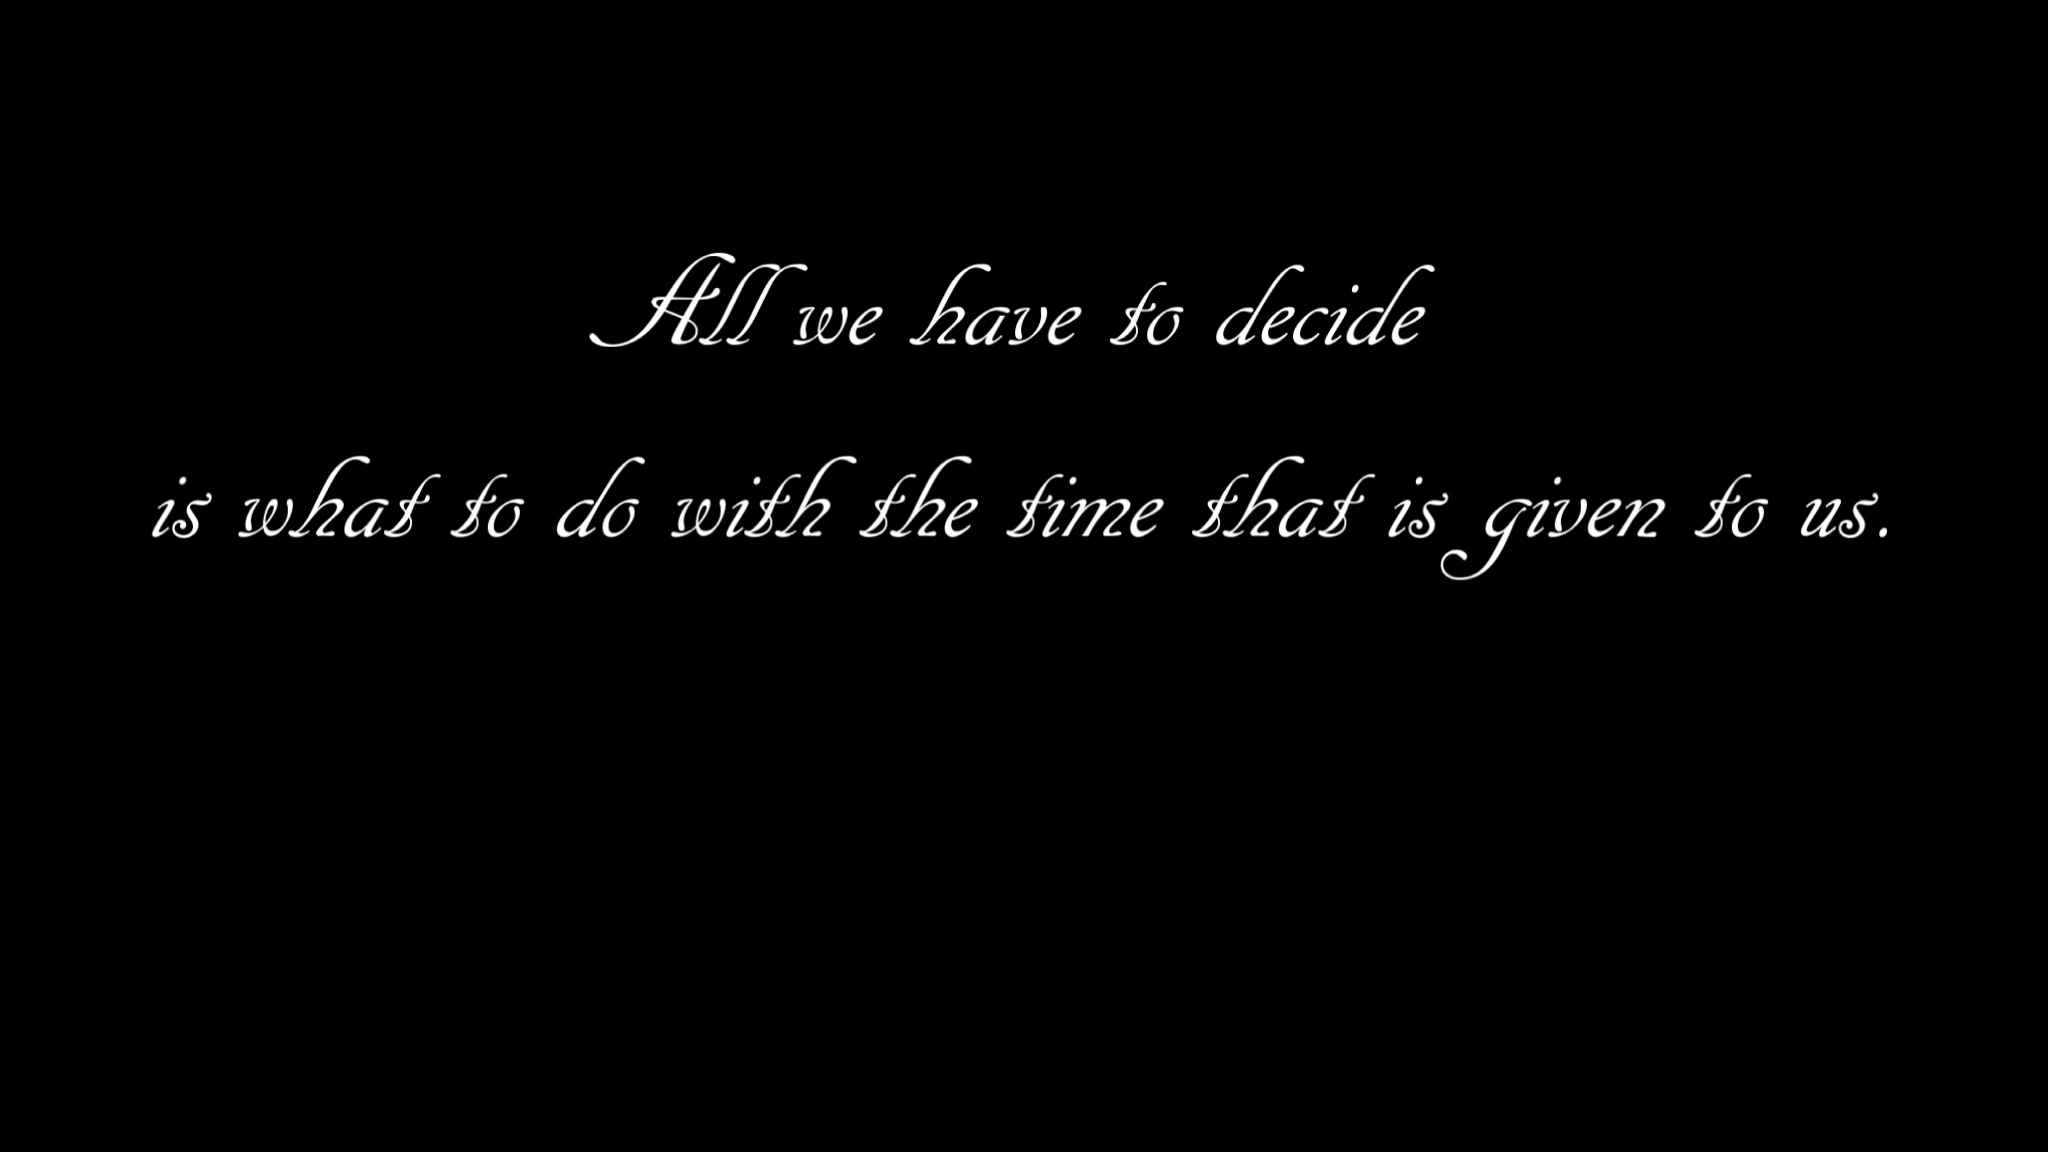 All we have to decide
is what to do with the time that is given to us.